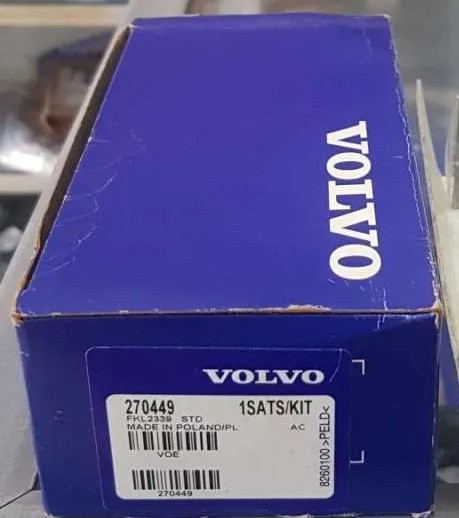 VOLVO
VOLVO
270449 1SATS/KIT
FKL2339 STD
MADE IN POLAND/PL AC
VOE
270449
8260100 >PELD<